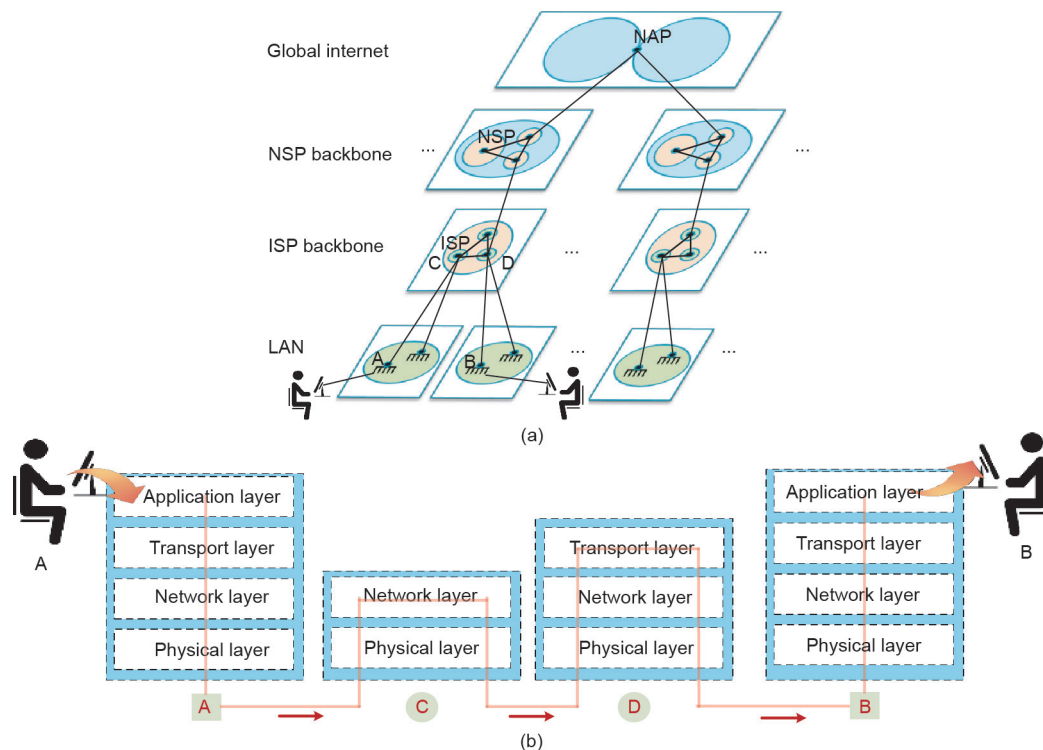 Global internet
NAP
NSP backbone
...
NSP
...
ISP backbone
ISP
C
D
...
...
LAN
A
B
...
...
(a)
Application layer
Transport layer
Network layer
Physical layer
A
A
Network layer
Physical layer
C
Transport layer
Network layer
Physical layer
D
Application layer
Transport layer
Network layer
Physical layer
B
B
(b)